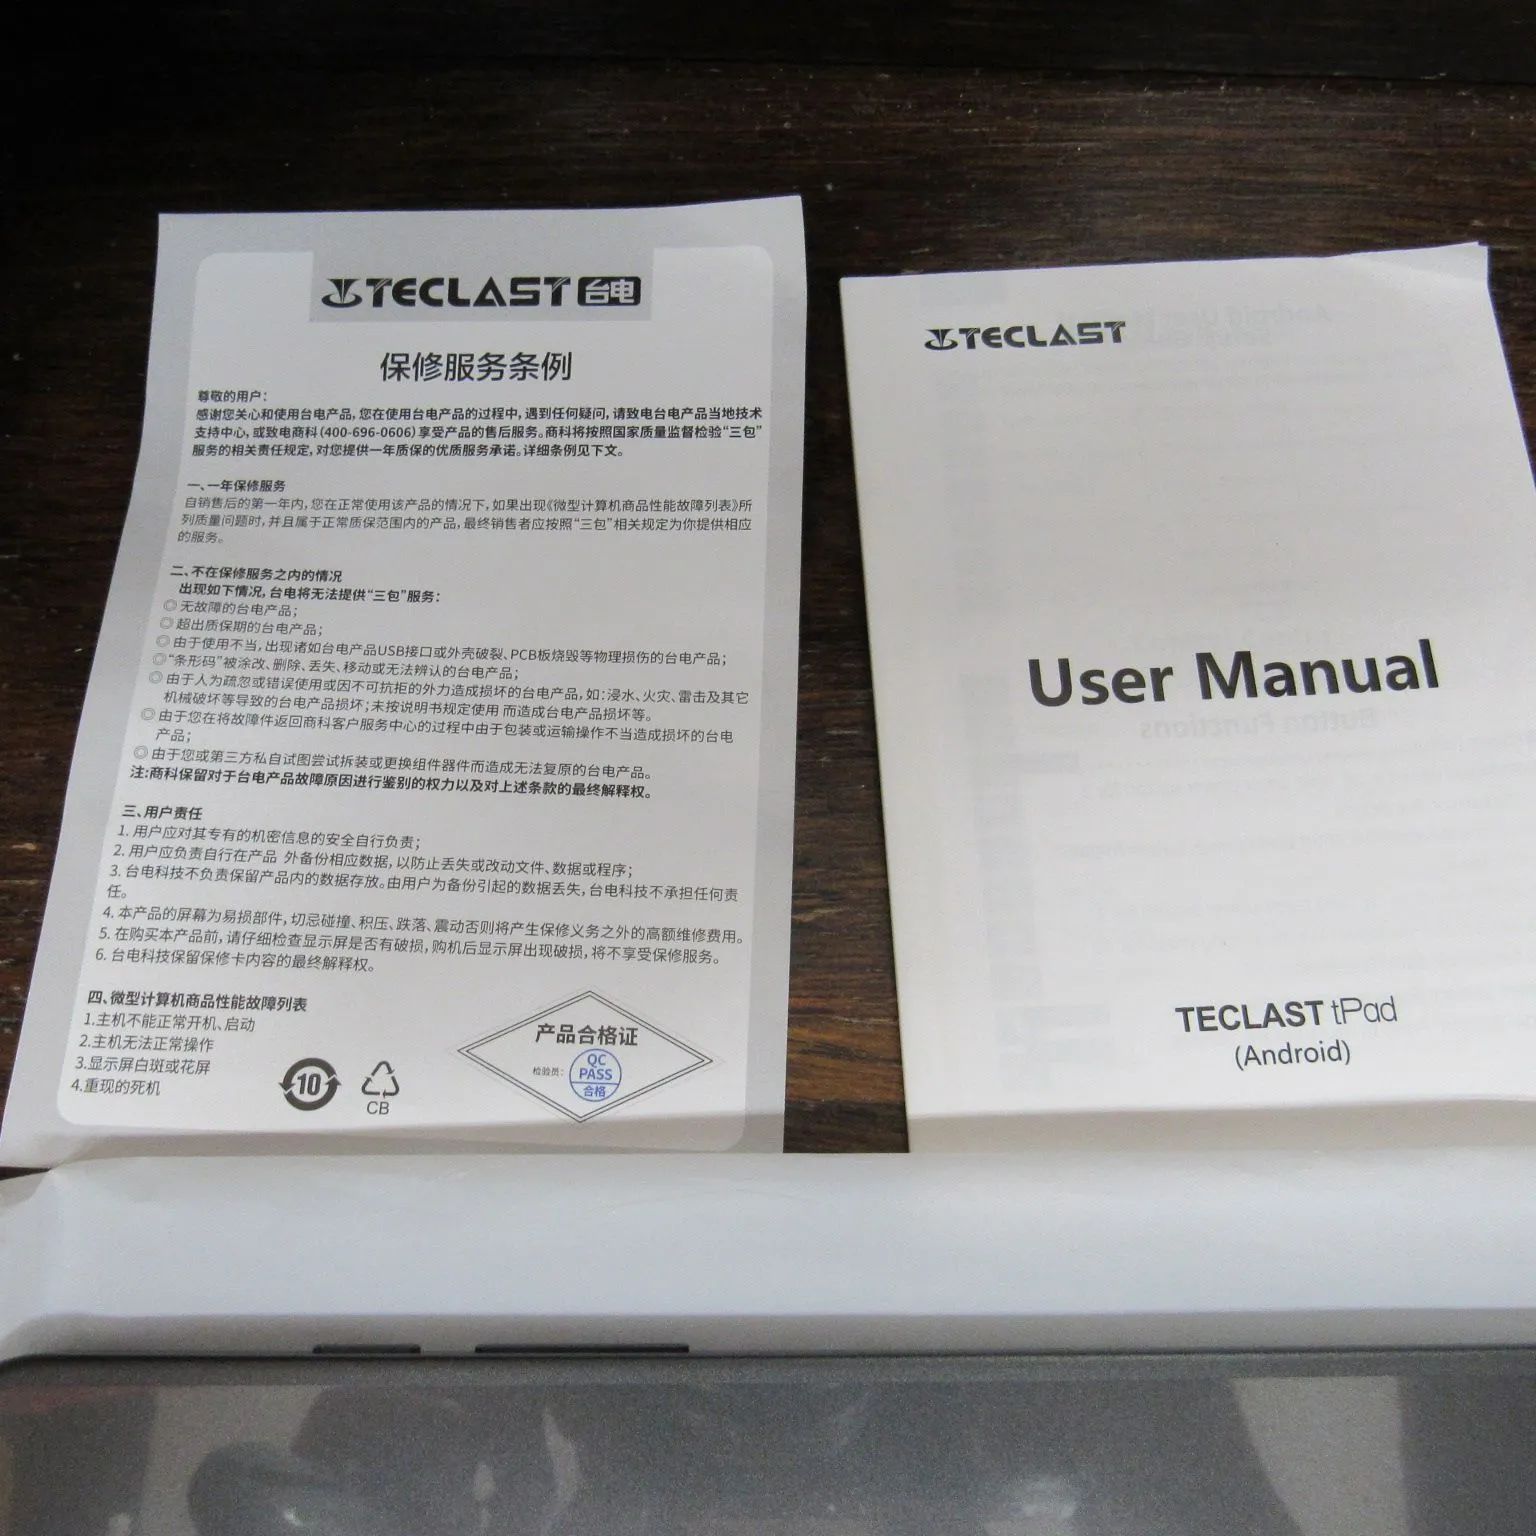 TECLAST 台电
保修服务条例
尊敬的用户：
感谢您关心和使用台电产品，您在使用台电产品的过程中，遇到任何疑问，请致电台电产品当地技术
支持中心，或致电商科(400-696-0606)享受产品的售后服务。商科将按照国家质量监督检验“三包”
服务的相关责任规定，对您提供一年质保的优质服务承诺。详细条例见下文。
一、一年保修服务
自销售后的第一年内，您在正常使用该产品的情况下，如果出现《微型计算机商品性能故障列表》所
列质量问题时，并且属于正常质保范围内的产品，最终销售者应按照“三包”相关规定为你提供相应
的服务。
二、不在保修服务之内的情况
出现如下情况，台电将无法提供“三包”服务：
◎ 无故障的台电产品；
◎ 超出质保期的台电产品；
◎ 由于使用不当，出现诸如台电产品USB接口或外壳破裂、PCB板烧毁等物理损伤的台电产品；
◎ “条形码”被涂改、删除、丢失、移动或无法辨认的台电产品；
◎ 由于人为疏忽或错误使用或因不可抗拒的外力造成损坏的台电产品，如：浸水、火灾、雷击及其它
机械破坏等导致的台电产品损坏；未按说明书规定使用 而造成台电产品损坏等。
◎ 由于您在将故障件返回商科客户服务中心的过程中由于包装或运输操作不当造成损坏的台电
产品；
◎ 由于您或第三方私自试图尝试拆装或更换组件器件而造成无法复原的台电产品。
注：商科保留对于台电产品故障原因进行鉴别的权力以及对上述条款的最终解释权。
三、用户责任
1. 用户应对其专有的机密信息的安全自行负责；
2. 用户应负责自行在产品 外备份相应数据，以防止丢失或改动文件、数据或程序；
3. 台电科技不负责保留产品内的数据存放。由用户为备份引起的数据丢失，台电科技不承担任何责
任。
4. 本产品的屏幕为易损部件，切忌碰撞、积压、跌落、震动否则将产生保修义务之外的高额维修费用。
5. 在购买本产品前，请仔细检查显示屏是否有破损，购机后显示屏出现破损，将不享受保修服务。
6. 台电科技保留保修卡内容的最终解释权。
四、微型计算机商品性能故障列表
1.主机不能正常开机、启动
2.主机无法正常操作
3.显示屏白斑或花屏
4.重现的死机
10
CB
产品合格证
检验员：
QC
PASS
合格
TECLAST
User Manual
TECLAST tPad
(Android)